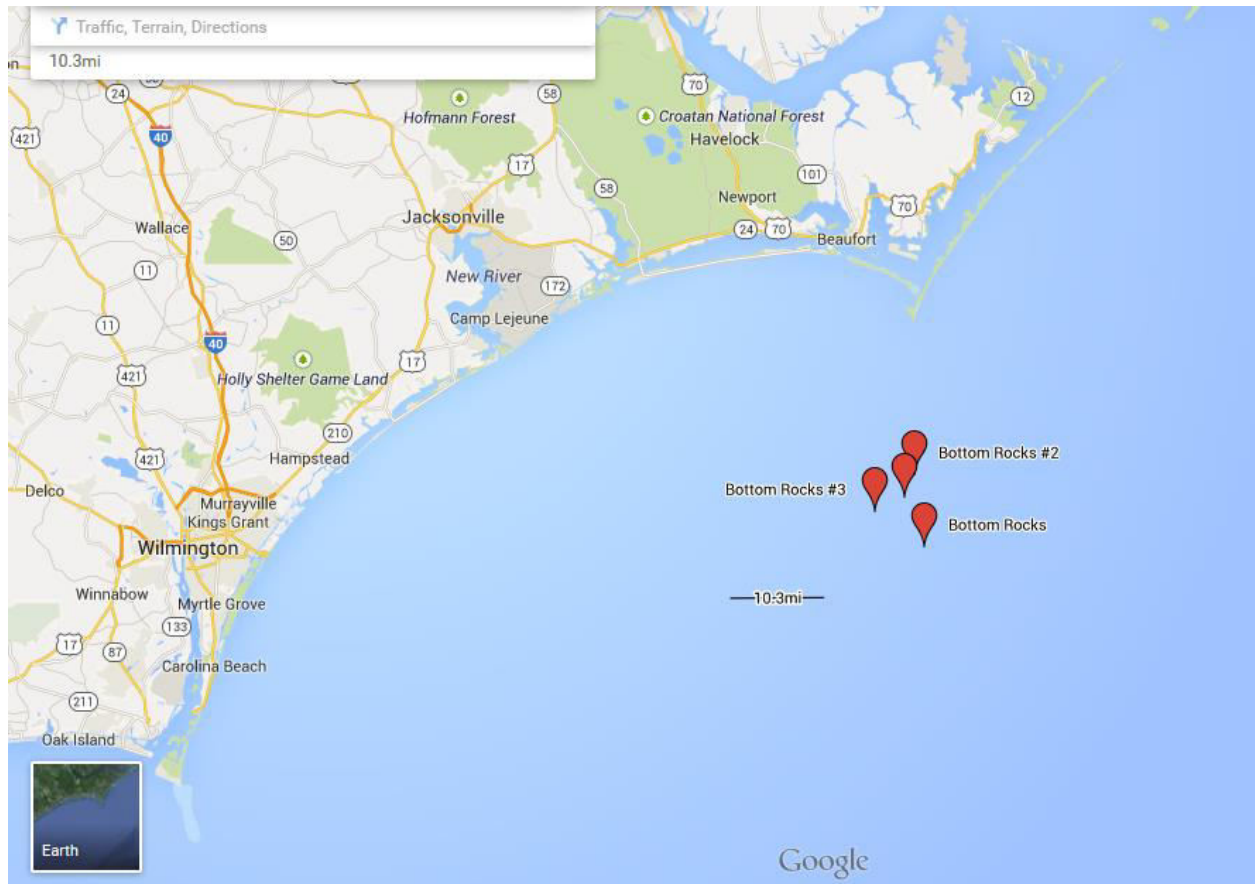 Traffic, Terrain, Directions
10.3mi
on
24
40
421
58
Hofmann Forest
70
Croatan National Forest
Havelock
12
17
101
58
Newport
Jacksonville
70
Wallace
24
70
Beaufort
50
11
New River
172
Camp Lejeune
11
40
17
421
Holly Shelter Game Land
210
Bottom Rocks #2
421
Hampstead
Bottom Rocks #3
Delco
Murrayville
Kings Grant
Bottom Rocks
Wilmington
Winnabow
10.3mi
Myrtle Grove
133
17
87
Carolina Beach
211
Oak Island
Earth
Google